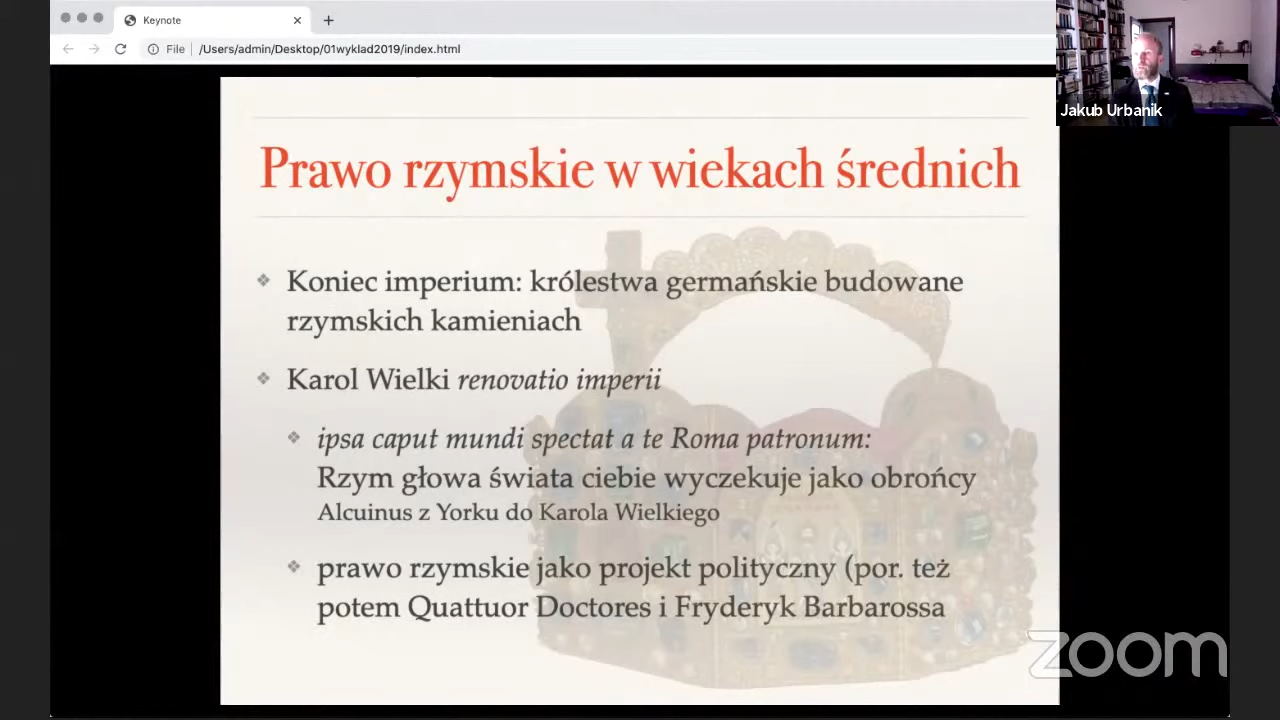 Keynote
File
/Users/admin/Desktop/01wyklad2019/index.html
Jakub Urbanik
Prawo rzymskie w wiekach średnich
Koniec imperium: królestwa germańskie budowane
rzymskich kamieniach
Karol Wielki renovatio imperii
ipsa caput mundi spectat a te Roma patronum:
Rzym głowa świata ciebie wyczekuje jako obrońcy
Alcuinus z Yorku do Karola Wielkiego
prawo rzymskie jako projekt polityczny (por. też
potem Quattuor Doctores i Fryderyk Barbarossa
zoom